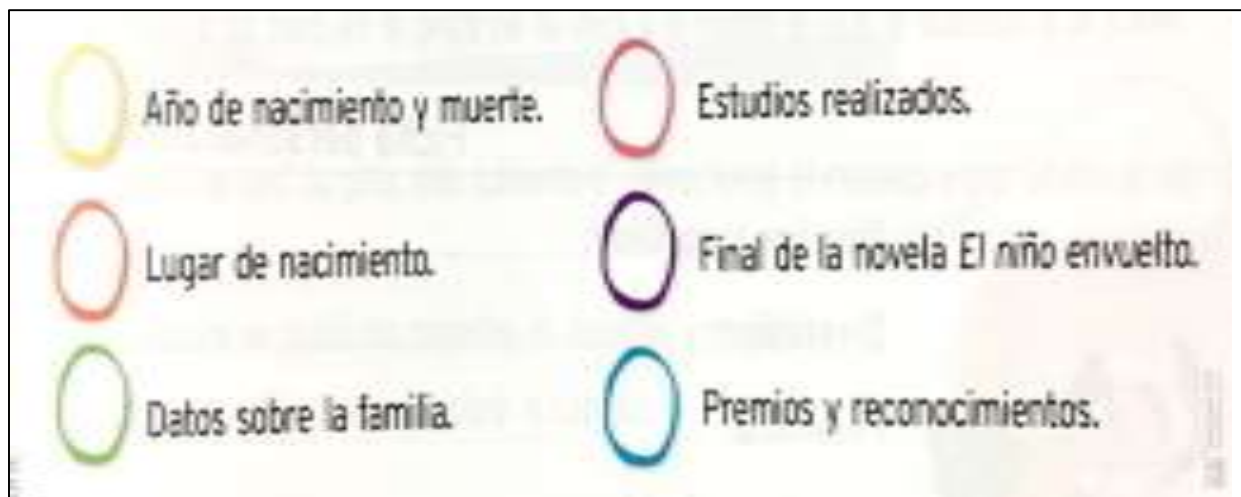 Año de nacimiento y muerte.
Estudios realizados.
Lugar de nacimiento.
Final de la novela El niño envuelto.
Datos sobre la familia.
Premios y reconocimientos.